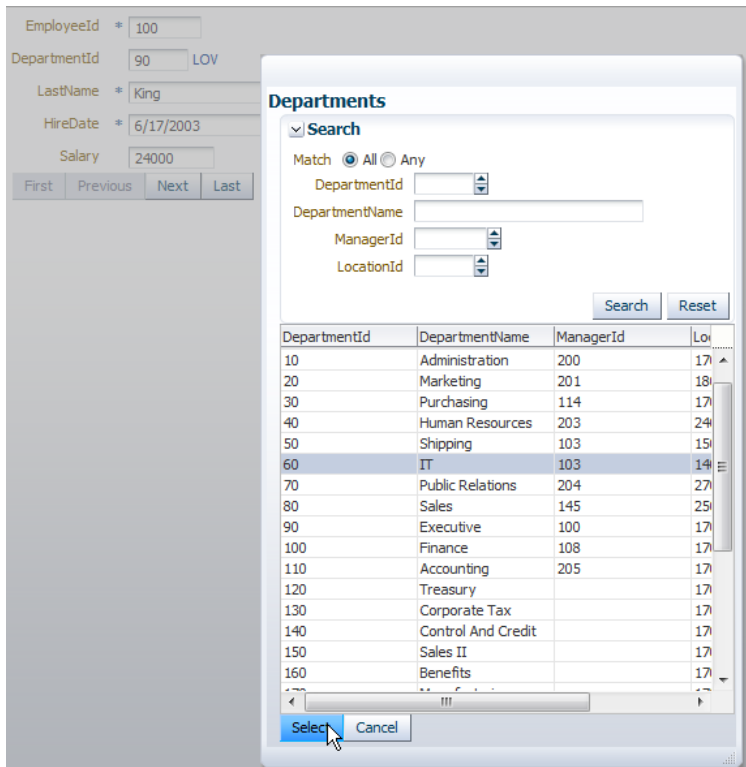 EmployeeId * 100
DepartmentId 90 LOV
LastName * King
HireDate * 6/17/2003
Salary 24000
First Previous Next Last
Departments
Search
Match All Any
DepartmentId
DepartmentName
ManagerId
LocationId
Search Reset
DepartmentId DepartmentName ManagerId
10 Administration 200
20 Marketing 201
30 Purchasing 114
40 Human Resources 203
50 Shipping 103
60 IT 103
70 Public Relations 204
80 Sales 145
90 Executive 100
100 Finance 108
110 Accounting 205
120 Treasury
130 Corporate Tax
140 Control And Credit
150 Sales II
160 Benefits
Select Cancel